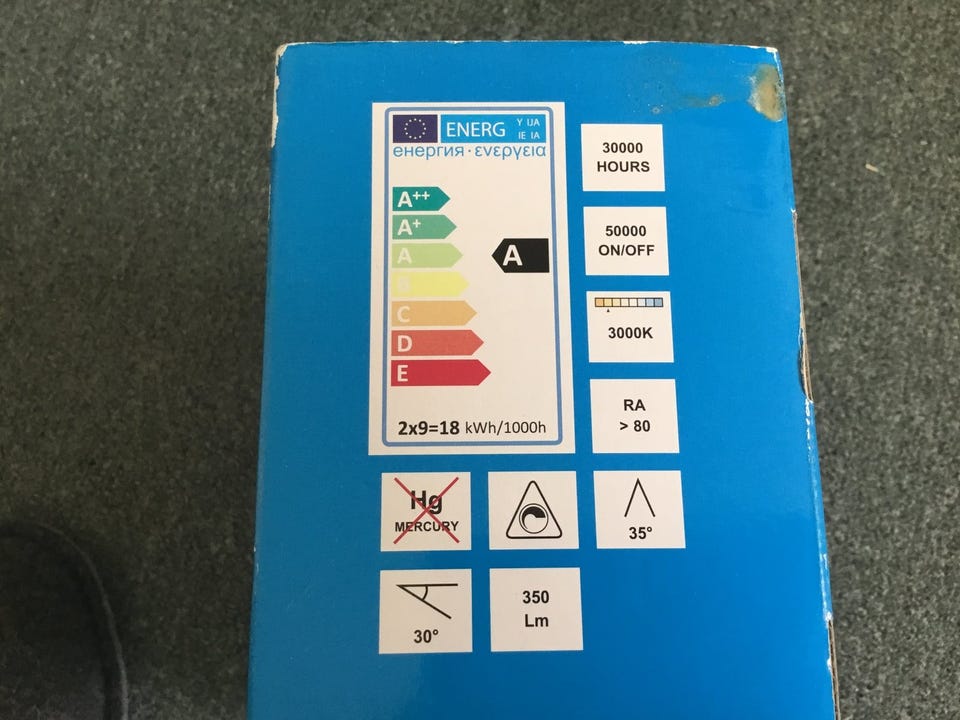 ENERG Y IJA
IE IA
енергия · ενεργεια
A++
A+
A
B
C
D
E
A
2x9=18 kWh/1000h
30000
HOURS
50000
ON/OFF
3000K
RA
> 80
Hg
MERCURY
35°
30°
350
Lm